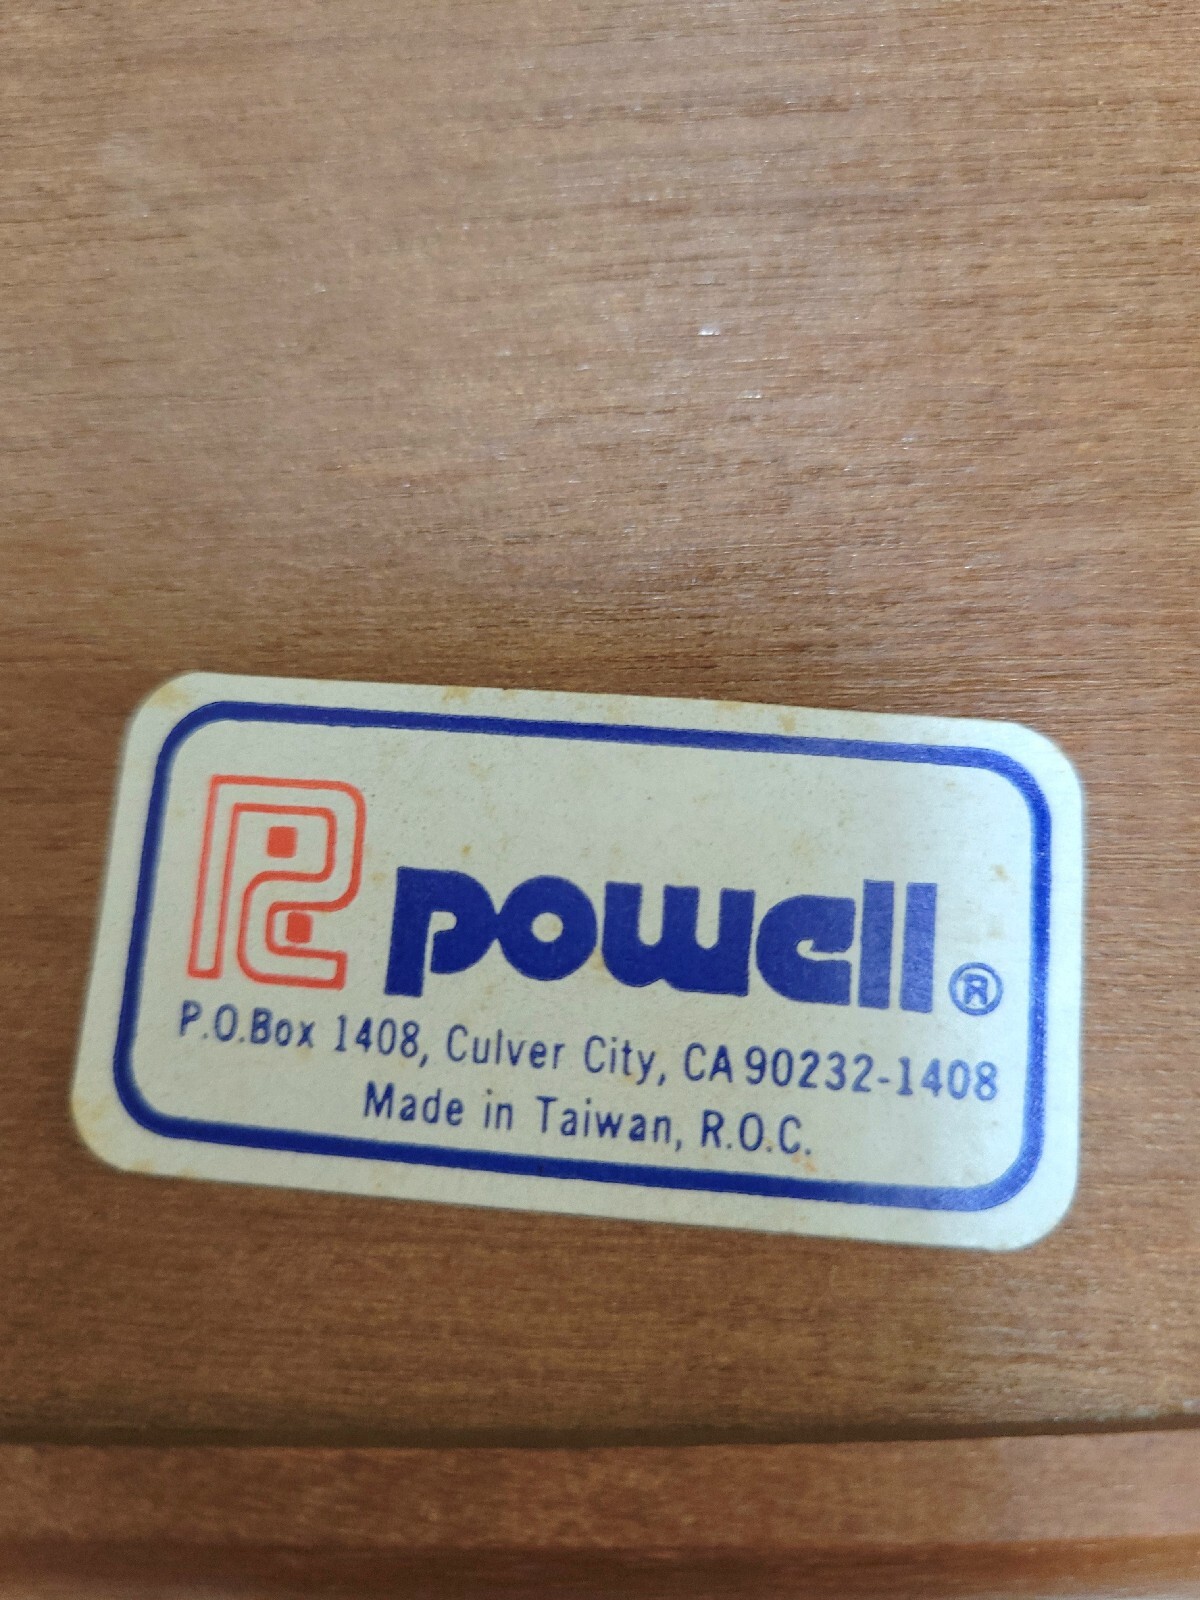 powell®
P.O.Box 1408, Culver City, CA 90232-1408
Made in Taiwan, R.O.C.